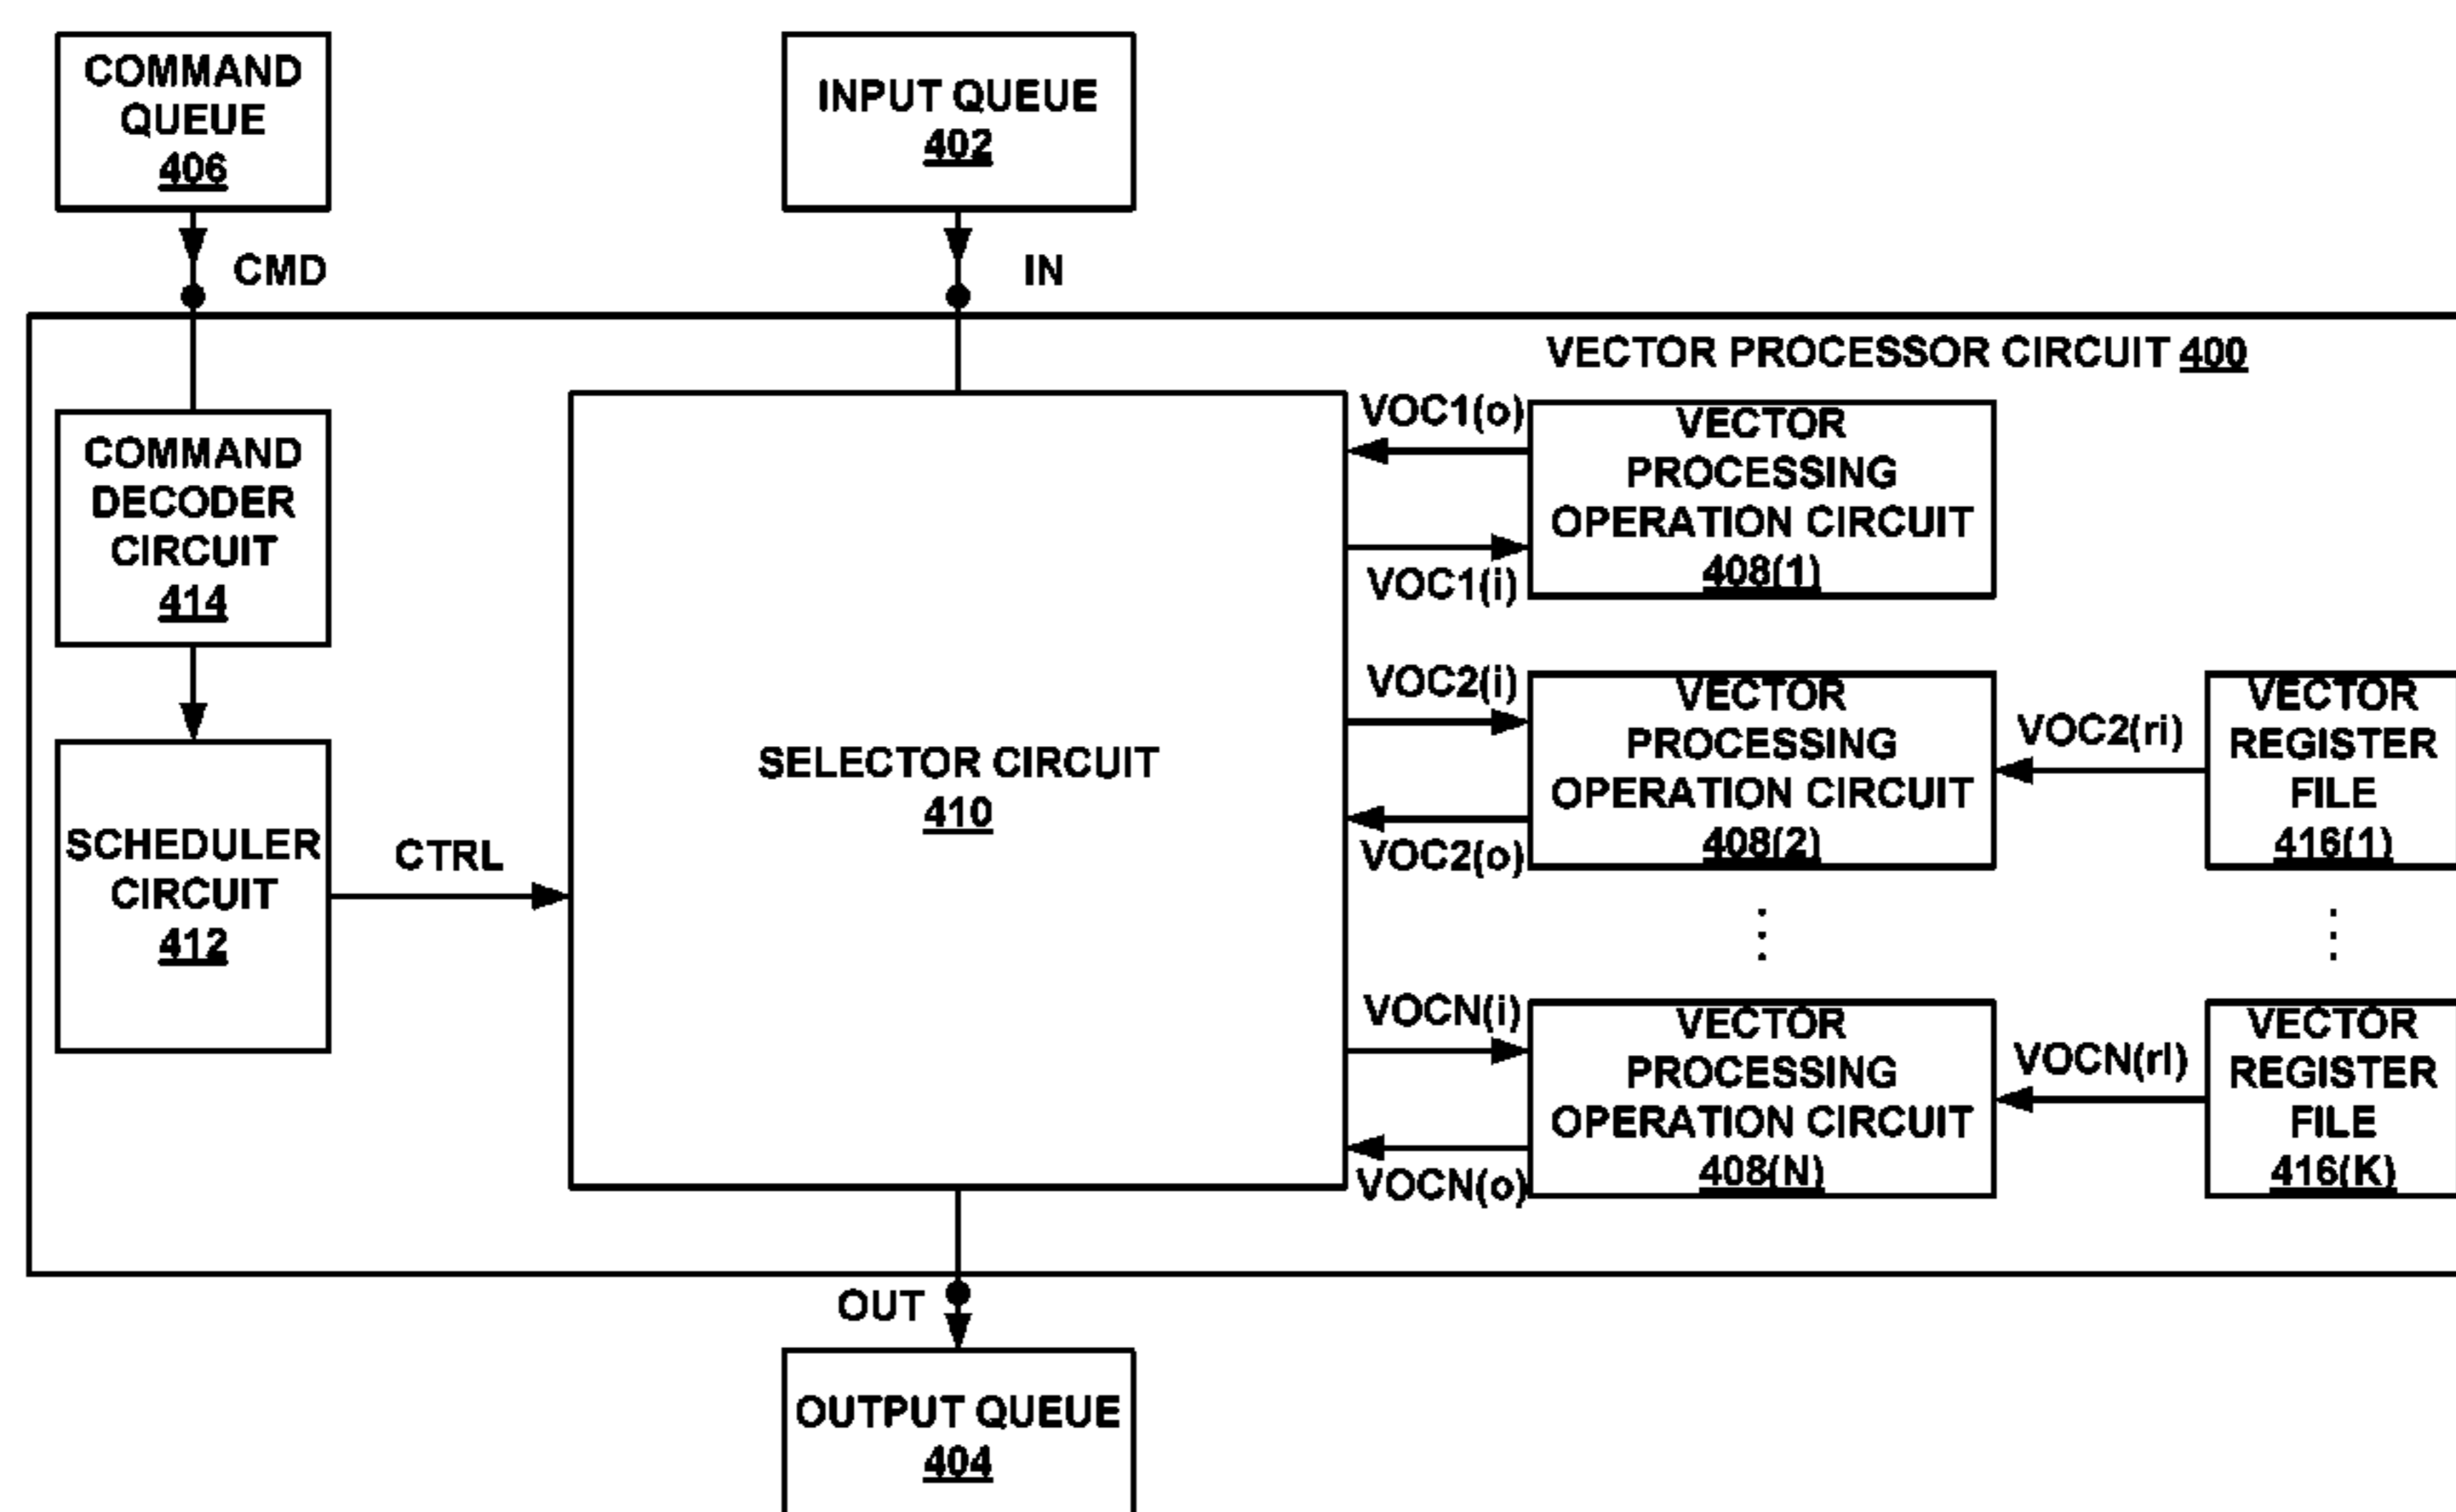 COMMAND
QUEUE
406
INPUT QUEUE
402
CMD
IN
VECTOR PROCESSOR CIRCUIT 400
COMMAND
DECODER
CIRCUIT
414
SCHEDULER
CIRCUIT
412
CTRL
SELECTOR CIRCUIT
410
VOC1(o)
VOC1(i)
VECTOR
PROCESSING
OPERATION CIRCUIT
408(1)
VOC2(i)
VOC2(o)
VECTOR
PROCESSING
OPERATION CIRCUIT
408(2)
VOC2(ri)
VECTOR
REGISTER
FILE
416(1)
VOCN(i)
VOCN(o)
VECTOR
PROCESSING
OPERATION CIRCUIT
408(N)
VOCN(rI)
VECTOR
REGISTER
FILE
416(K)
OUT
OUTPUT QUEUE
404